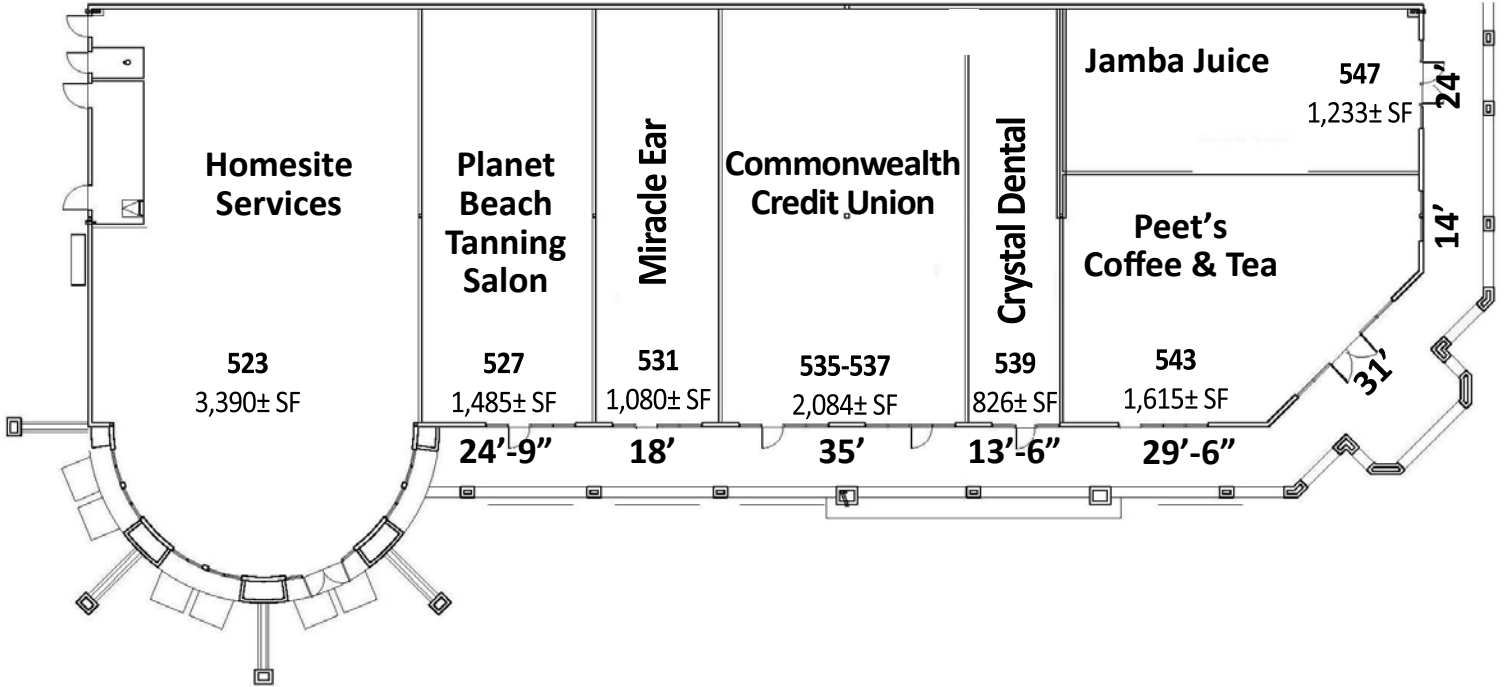 Homesite
Services
523
3,390± SF
Planet
Beach
Tanning
Salon
527
1,485± SF
24'-9"
Miracle Ear
531
1,080± SF
18'
Commonwealth
Credit Union
535-537
2,084± SF
35'
Crystal Dental
539
826± SF
13'-6"
Jamba Juice
547
1,233± SF
24'
Peet's
Coffee & Tea
543
1,615± SF
29'-6"
14'
31'